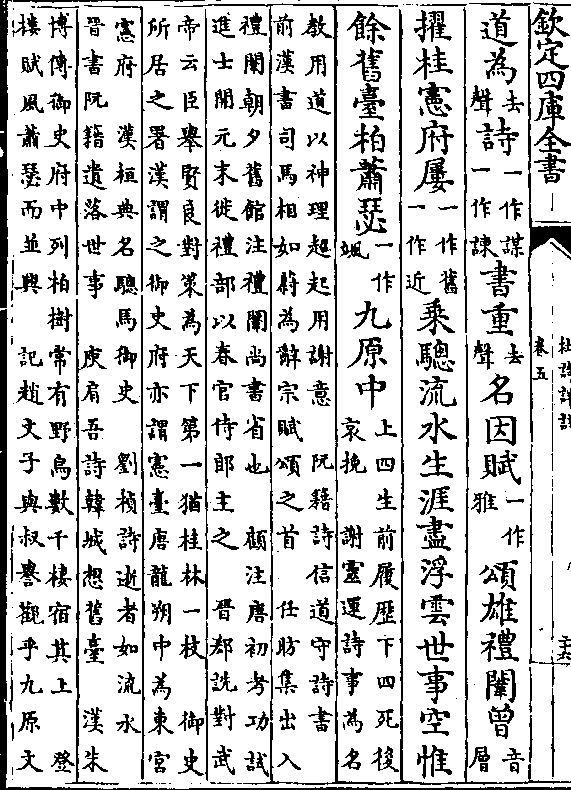 欽定四庫全書
杜詩詳註
卷五
二十六
道為去聲詩一作謀一作諫書重去聲名因賦一作雅頌雄禮闈曾音層
擢桂憲府屢一作舊一作近乘驄流水生涯盡浮雲世事空惟
餘舊臺柏蕭瑟一作颯九原中上四生前履歷下四死後哀挽　謝靈運詩事為名
教用道以神理超起用謝意　阮籍詩信道守詩書
前漢書司馬相如蔚為辭宗賦頌之首　任昉集出入
禮闈朝夕舊館注禮闈尚書省也　顧注唐初考功試
進士開元末徙禮部以春官侍郎主之　晉郄詵對武
帝云臣舉賢良對策為天下第一猶桂林一枝　御史
所居之署漢謂之御史府亦謂憲臺唐龍朔中為東宮
憲府　漢桓典名驄馬御史　劉楨詩逝者如流水
晉書阮籍遺落世事　庾肩吾詩韓城想舊臺　漢朱
博傳御史府中列柏樹常有野烏數千棲宿其上　登
樓賦風蕭瑟而並興　記趙文子與叔譽觀乎九原文